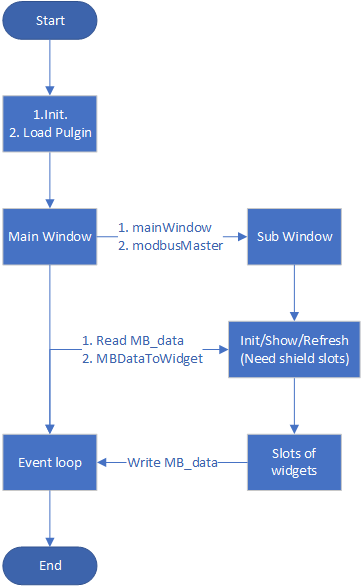 Start
1.Init.
2. Load Pulgin
Main Window
1. mainWindow
2. modbusMaster
Sub Window
1. Read MB_data
2. MBDataToWidget
Init/Show/Refresh
(Need shield slots)
Event loop
Write MB_data
Slots of
widgets
End